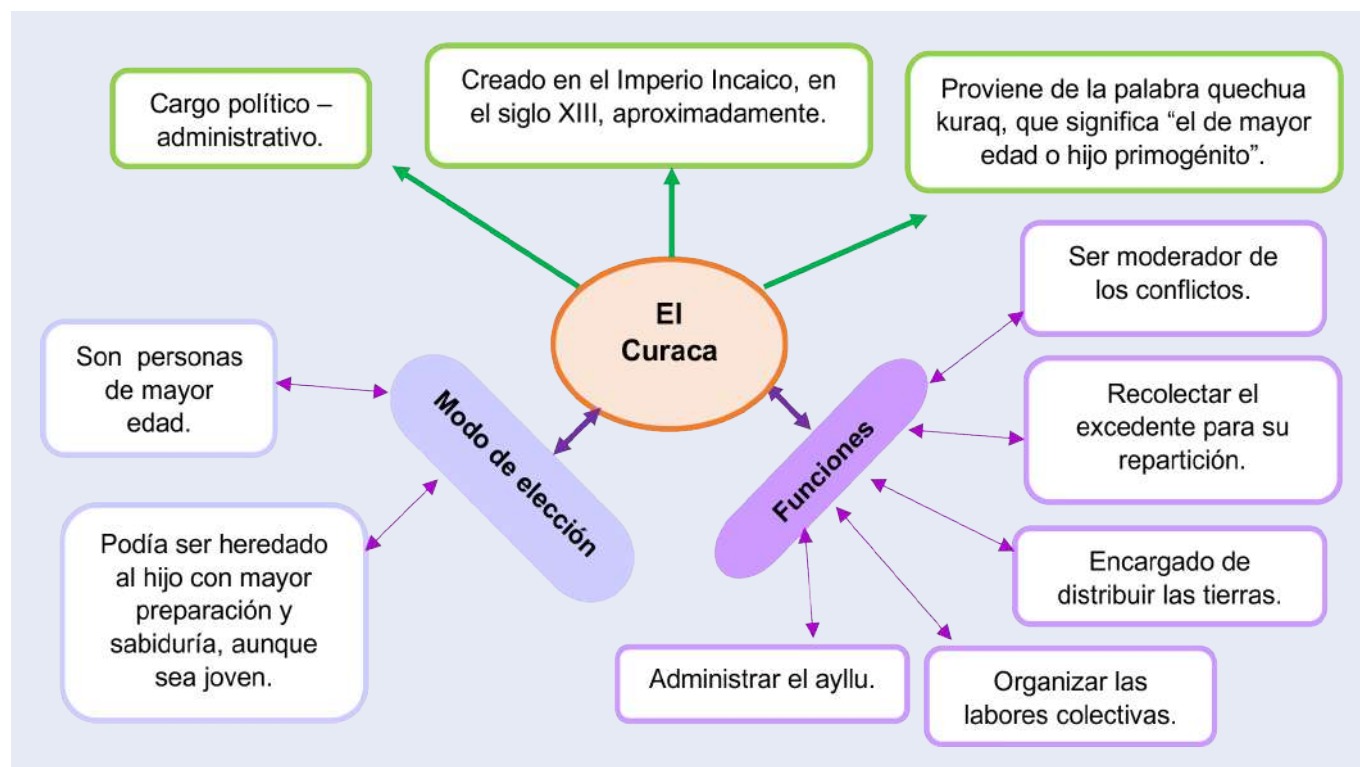 Cargo político –
administrativo.
Creado en el Imperio Incaico, en
el siglo XIII, aproximadamente.
Proviene de la palabra quechua
kuraq, que significa “el de mayor
edad o hijo primogénito”.
El
Curaca
Modo de elección
Son personas
de mayor
edad.
Podía ser heredado
al hijo con mayor
preparación y
sabiduría, aunque
sea joven.
Funciones
Ser moderador de
los conflictos.
Recolectar el
excedente para su
repartición.
Encargado de
distribuir las tierras.
Organizar las
labores colectivas.
Administrar el ayllu.